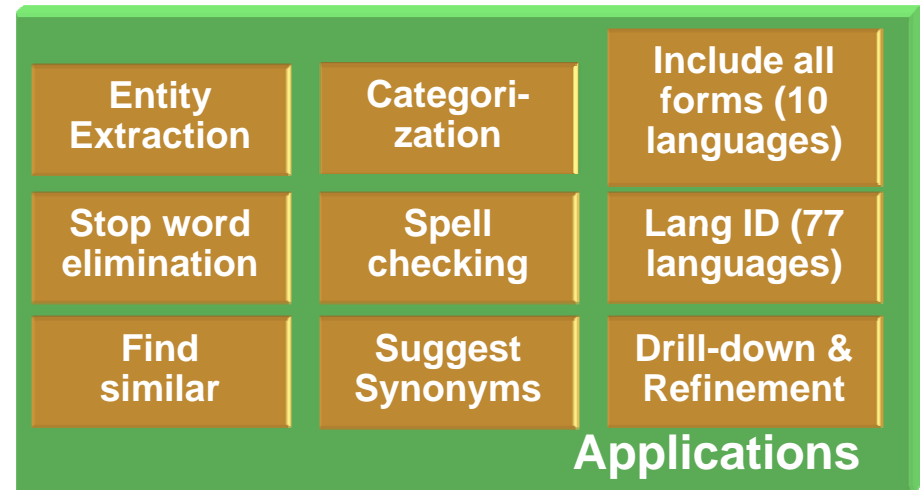 Entity
Extraction
Categori-
zation
Include all
forms (10
languages)
Stop word
elimination
Spell
checking
Lang ID (77
languages)
Find
similar
Suggest
Synonyms
Drill-down &
Refinement
Applications